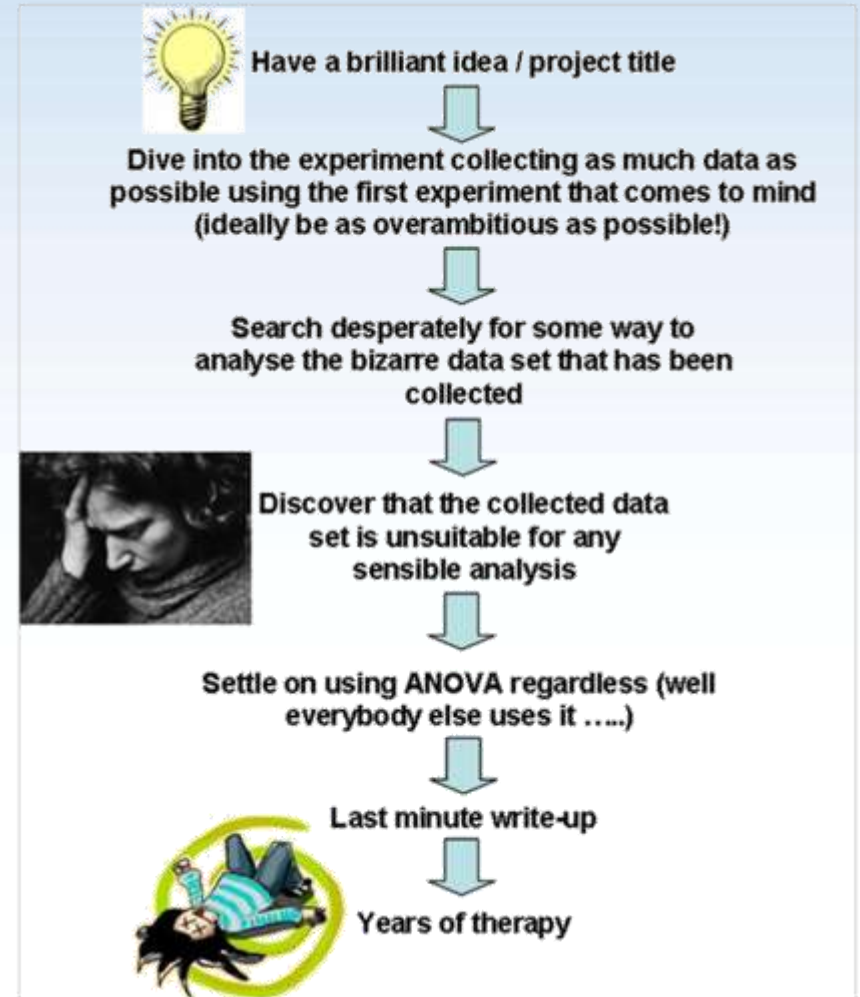 Have a brilliant idea / project title
Dive into the experiment collecting as much data as
possible using the first experiment that comes to mind
(ideally be as overambitious as possible!)
Search desperately for some way to
analyse the bizarre data set that has been
collected
Discover that the collected data
set is unsuitable for any
sensible analysis
Settle on using ANOVA regardless (well
everybody else uses it .....)
Last minute write-up
Years of therapy